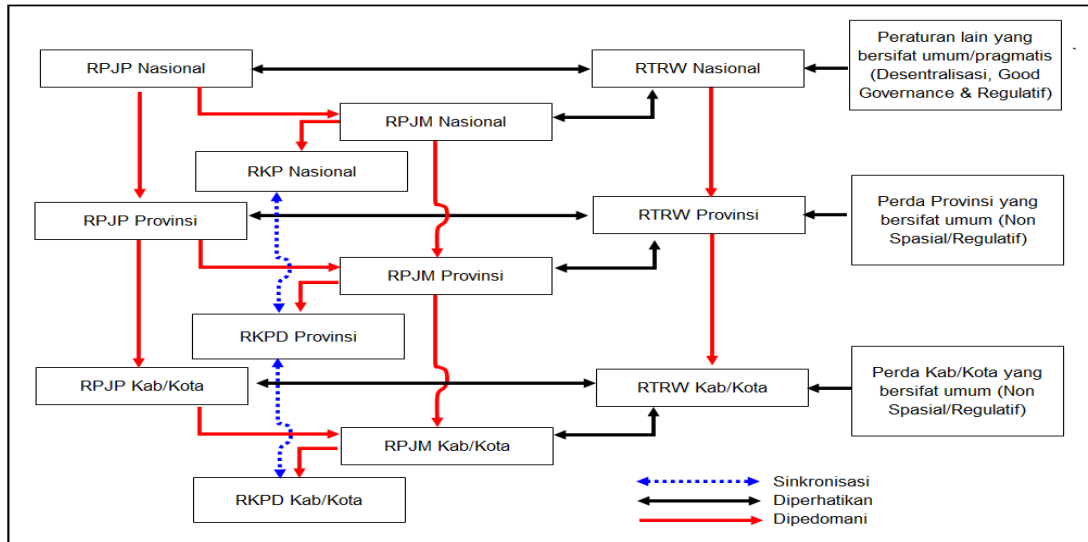 RPJP Nasional
RTRW Nasional
Peraturan lain yang
bersifat umum/pragmatis
(Desentralisasi, Good
Governance & Regulatif)
RPJM Nasional
RKP Nasional
RPJP Provinsi
RTRW Provinsi
Perda Provinsi yang
bersifat umum (Non
Spasial/Regulatif)
RPJM Provinsi
RKPD Provinsi
RPJP Kab/Kota
RTRW Kab/Kota
Perda Kab/Kota yang
bersifat umum (Non
Spasial/Regulatif)
RPJM Kab/Kota
RKPD Kab/Kota
Sinkronisasi
Diperhatikan
Dipedomani